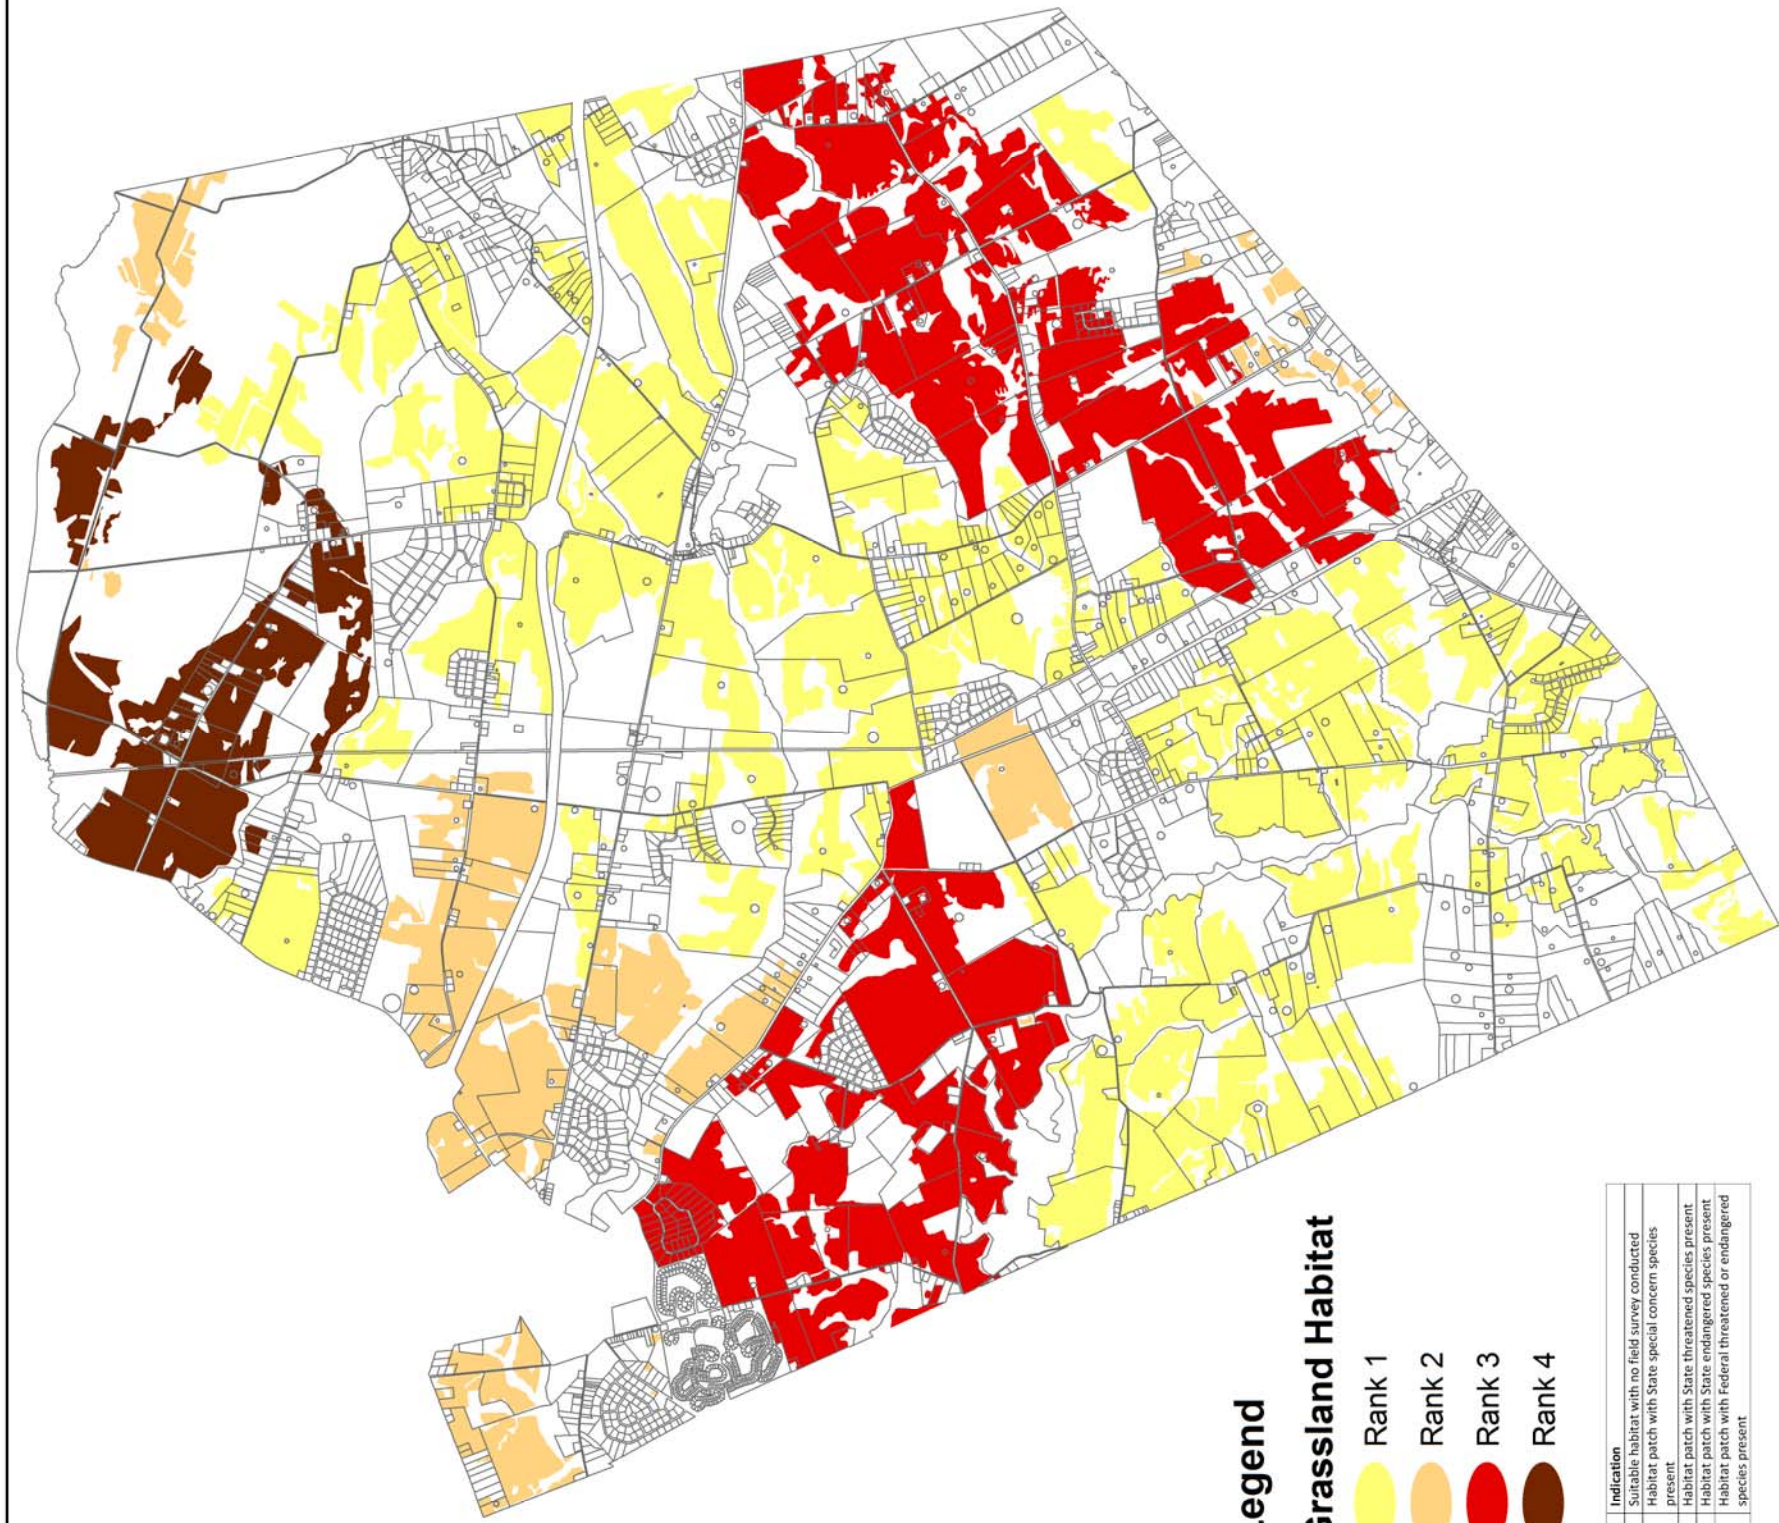 egend
Grassland Habitat
Rank 1
Rank 2
Rank 3
Rank 4
Indication
Suitable habitat with no field survey conducted
Habitat patch with State special concern species
present
Habitat patch with State threatened species present
Habitat patch with State endangered species present
Habitat patch with Federal threatened or endangered
species present